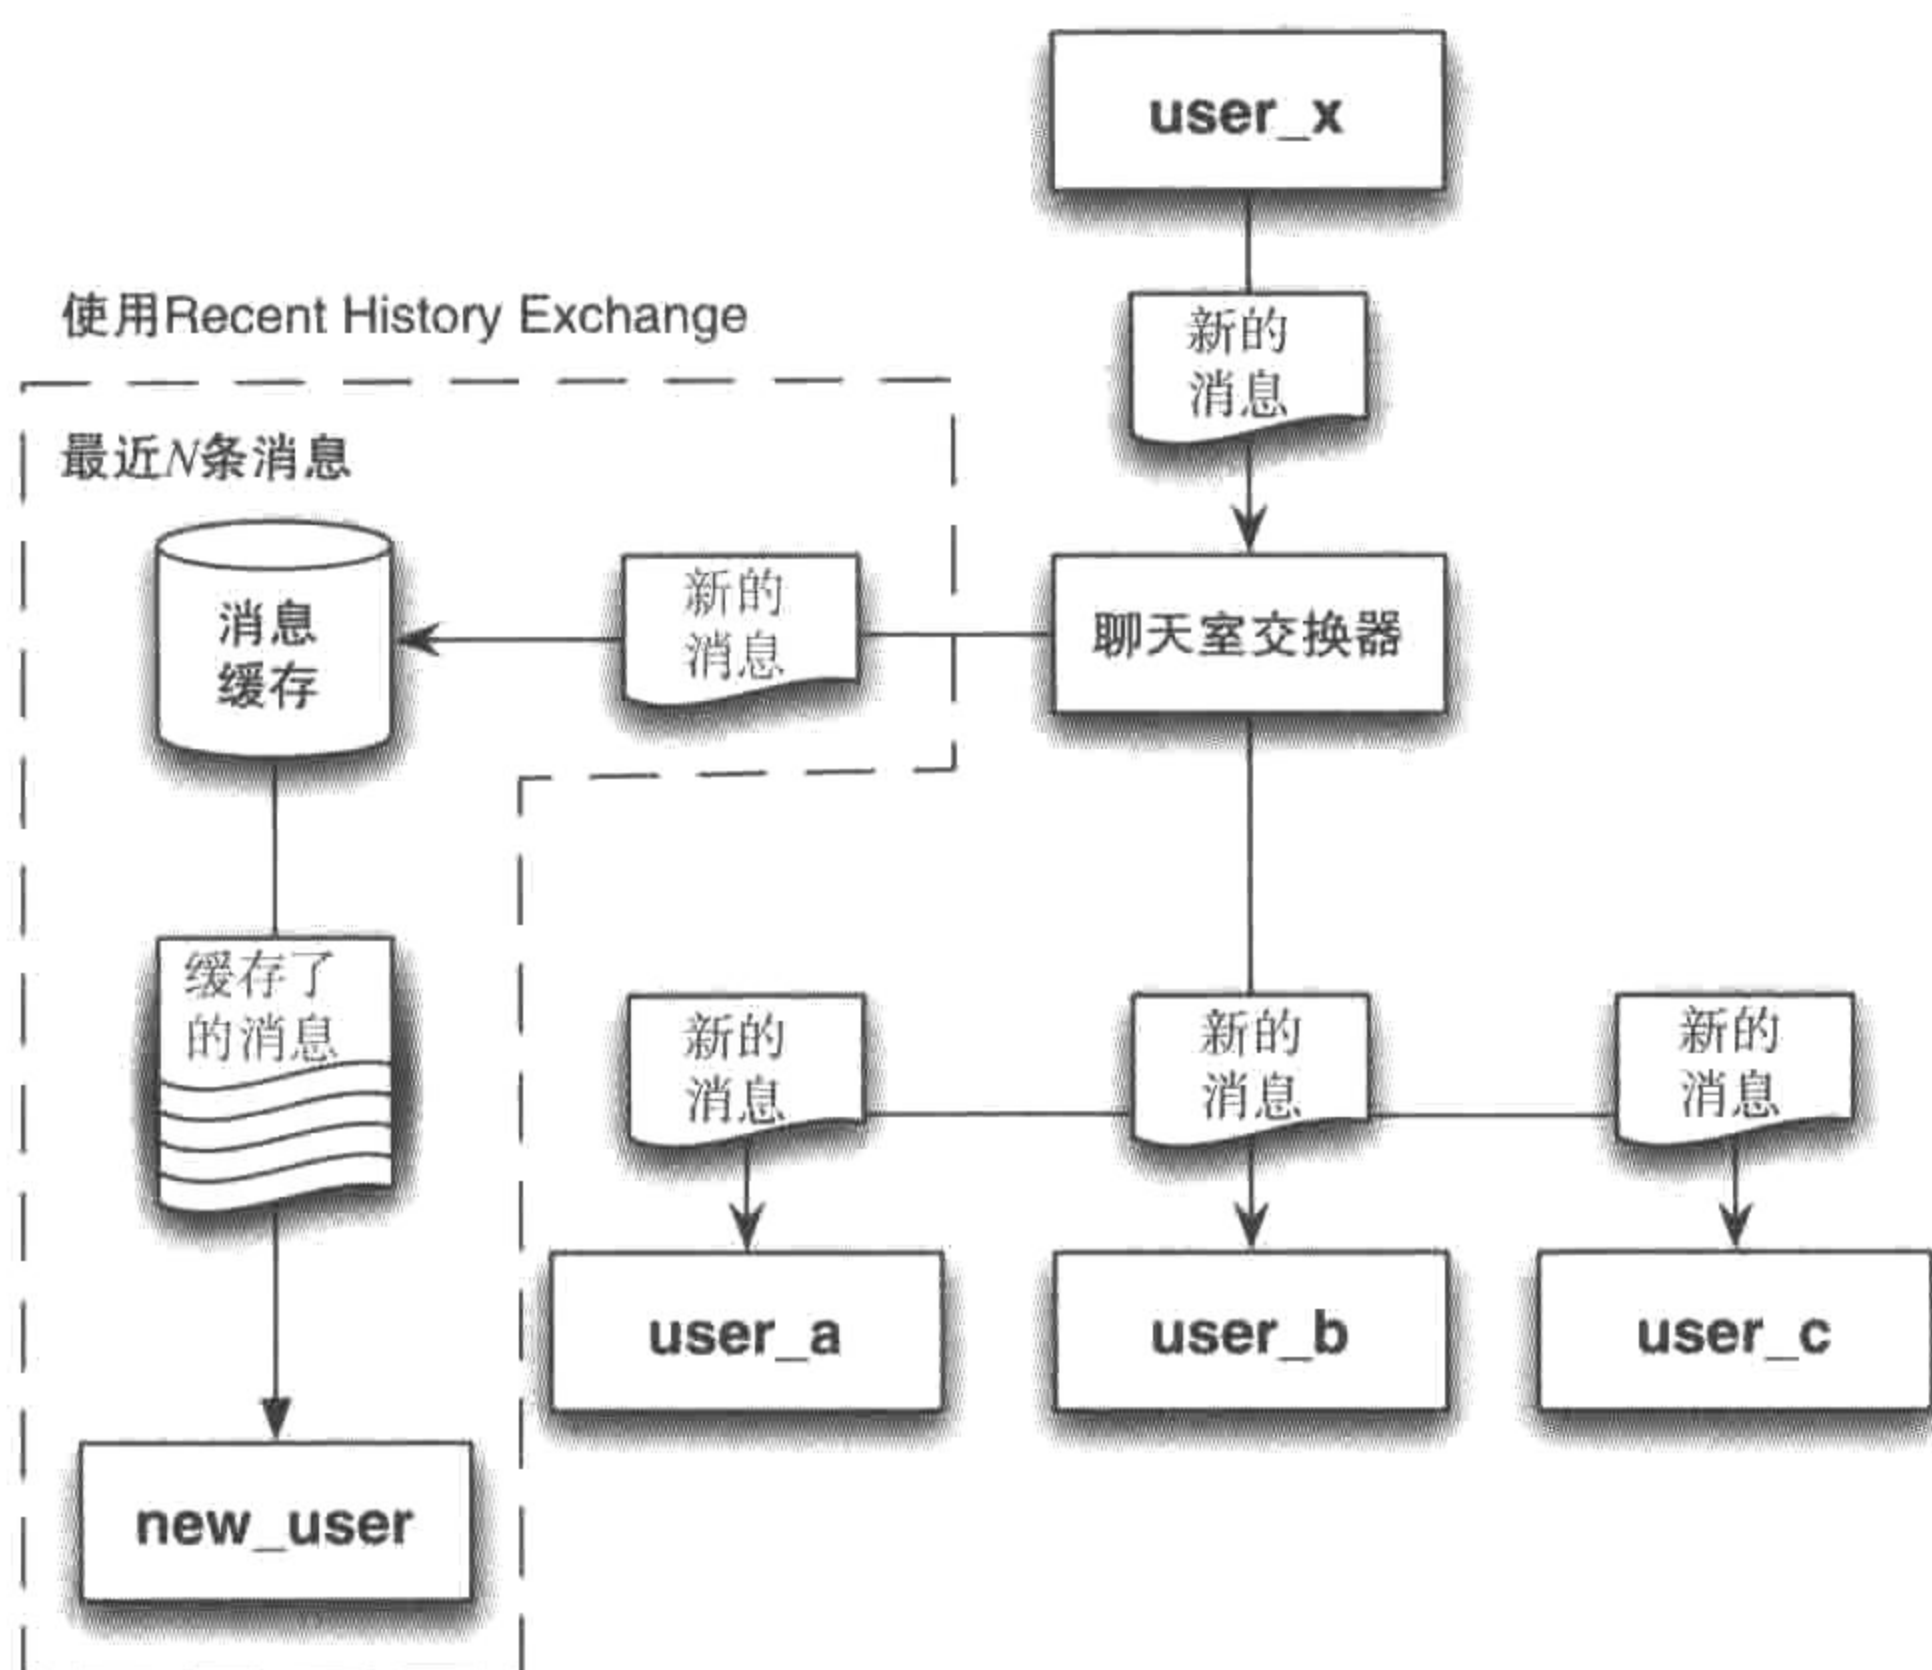 user_x
使用Recent History Exchange
新的
消息
最近N条消息
消息
缓存
新的
消息
聊天室交换器
缓存了
的消息
新的
消息
新的
消息
新的
消息
user_a
user_b
user_c
new_user